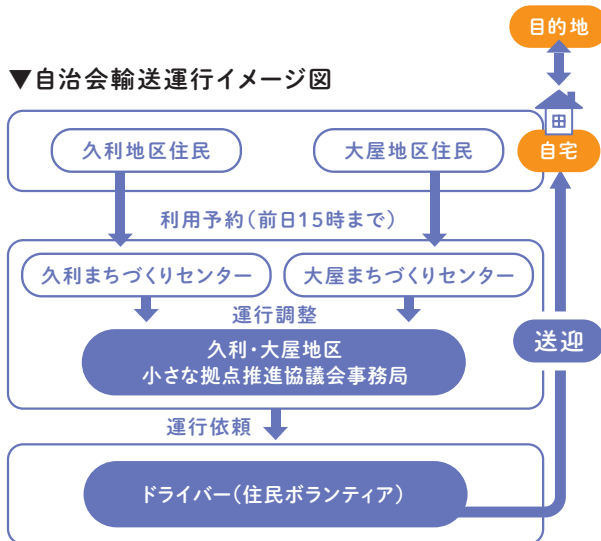 目的地
▼自治会輸送運行イメージ図
久利地区住民
大屋地区住民
自宅
利用予約(前日15時まで)
久利まちづくりセンター
大屋まちづくりセンター
運行調整
久利・大屋地区
小さな拠点推進協議会事務局
送迎
運行依頼
ドライバー(住民ボランティア)